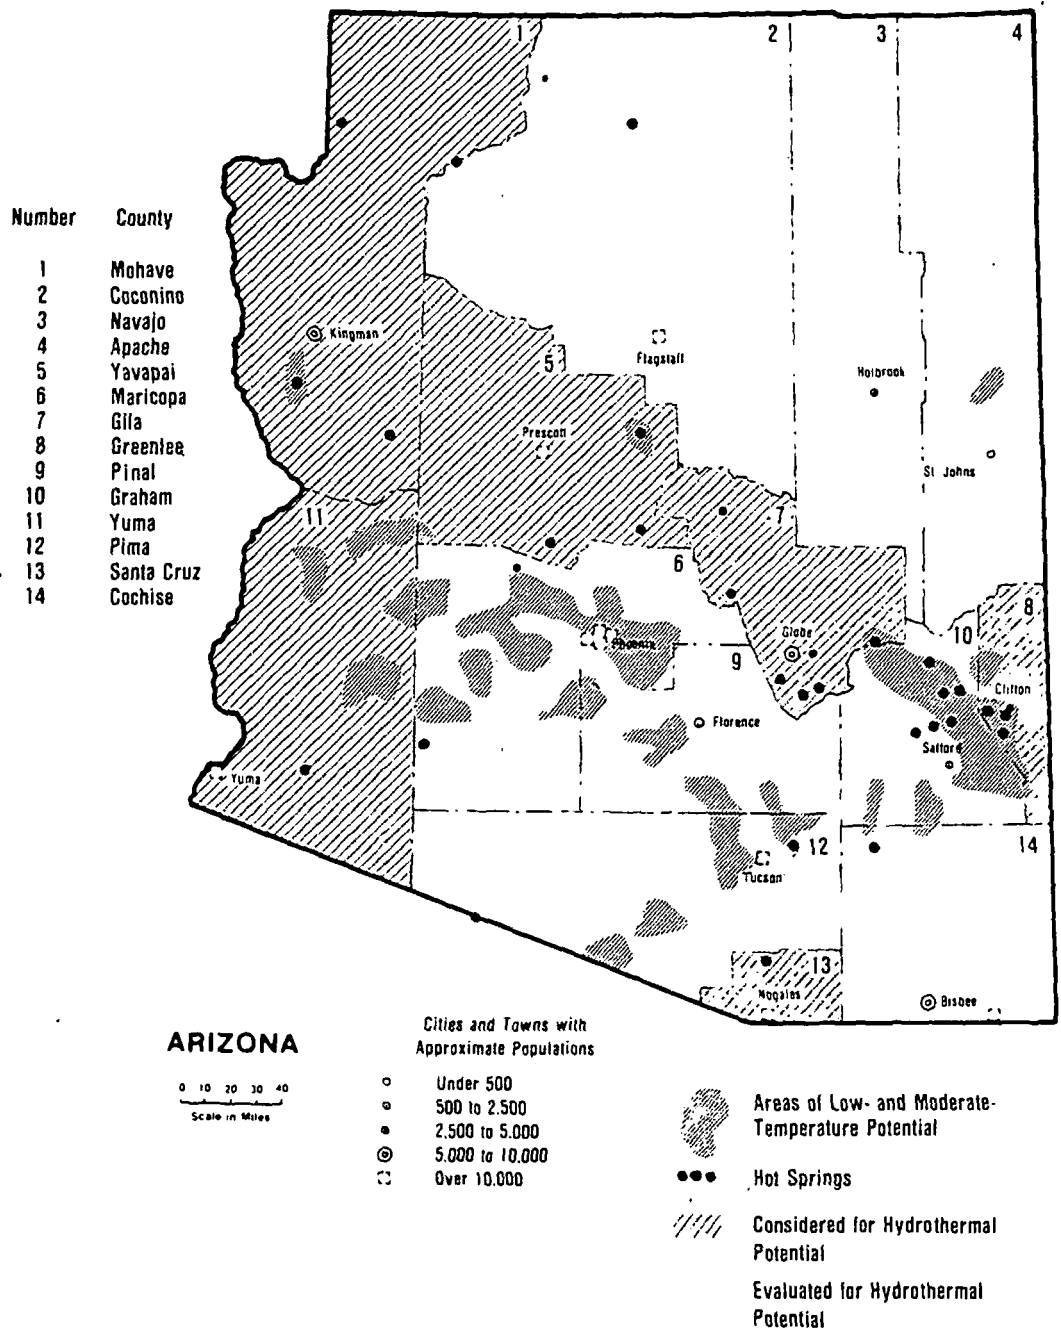 1
2
3
4
Number County
1 Mohave
2 Coconino
3 Navajo
4 Apache
5 Yavapai
6 Maricopa
7 Gila
8 Greenlee
9 Pinal
10 Graham
11 Yuma
12 Pima
13 Santa Cruz
14 Cochise
Kingman
5
Flagstaff
Holbrook
Prescott
St Johns
11
7
6
8
10
Globe
Phoenix
9
Clifton
Florence
Safford
Yuma
12
14
Tucson
13
Nogales
Bisbee
ARIZONA
0 10 20 30 40
Scale in Miles
Cities and Towns with
Approximate Populations
Under 500
500 to 2.500
2.500 to 5.000
5.000 to 10.000
Over 10.000
Areas of Low- and Moderate-
Temperature Potential
Hot Springs
Considered for Hydrothermal
Potential
Evaluated for Hydrothermal
Potential